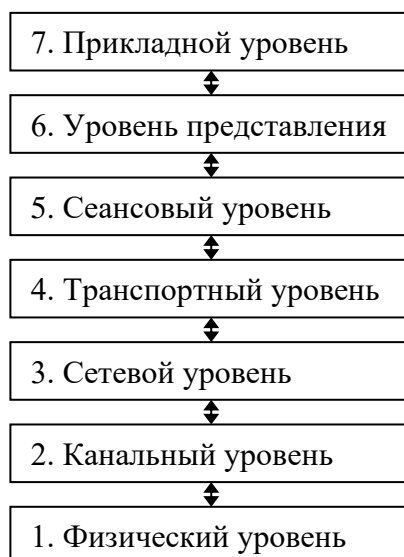 7. Прикладной уровень
6. Уровень представления
5. Сеансовый уровень
4. Транспортный уровень
3. Сетевой уровень
2. Канальный уровень
1. Физический уровень